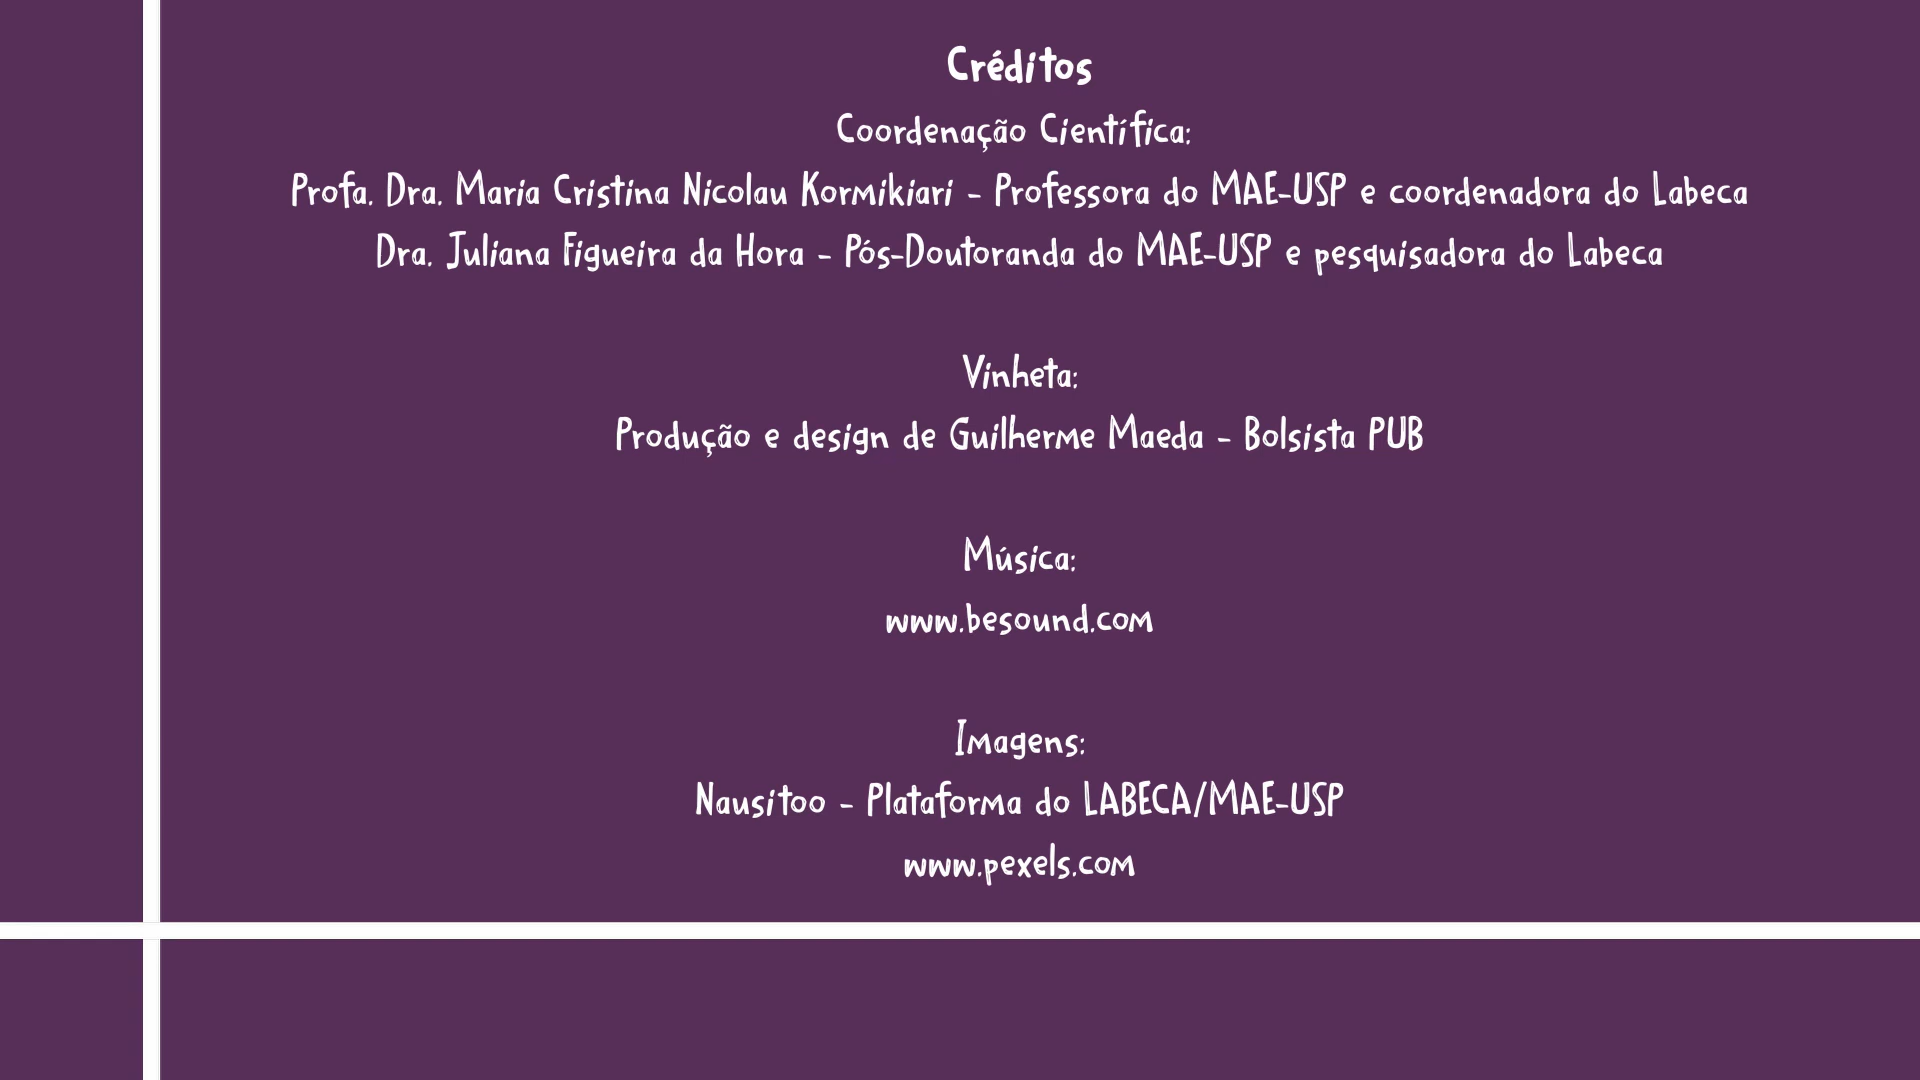 Créditos
Coordenação Científica:
Profa. Dra. Maria Cristina Nicolau Kormikiari - Professora do MAE-USP e coordenadora do Labeca
Dra. Juliana Figueira da Hora - Pós-Doutoranda do MAE-USP e pesquisadora do Labeca
Vinheta:
Produção e design de Guilherme Maeda - Bolsista PUB
Música:
www.besound.com
Imagens:
Nausitoo - Plataforma do LABECA/MAE-USP
www.pexels.com